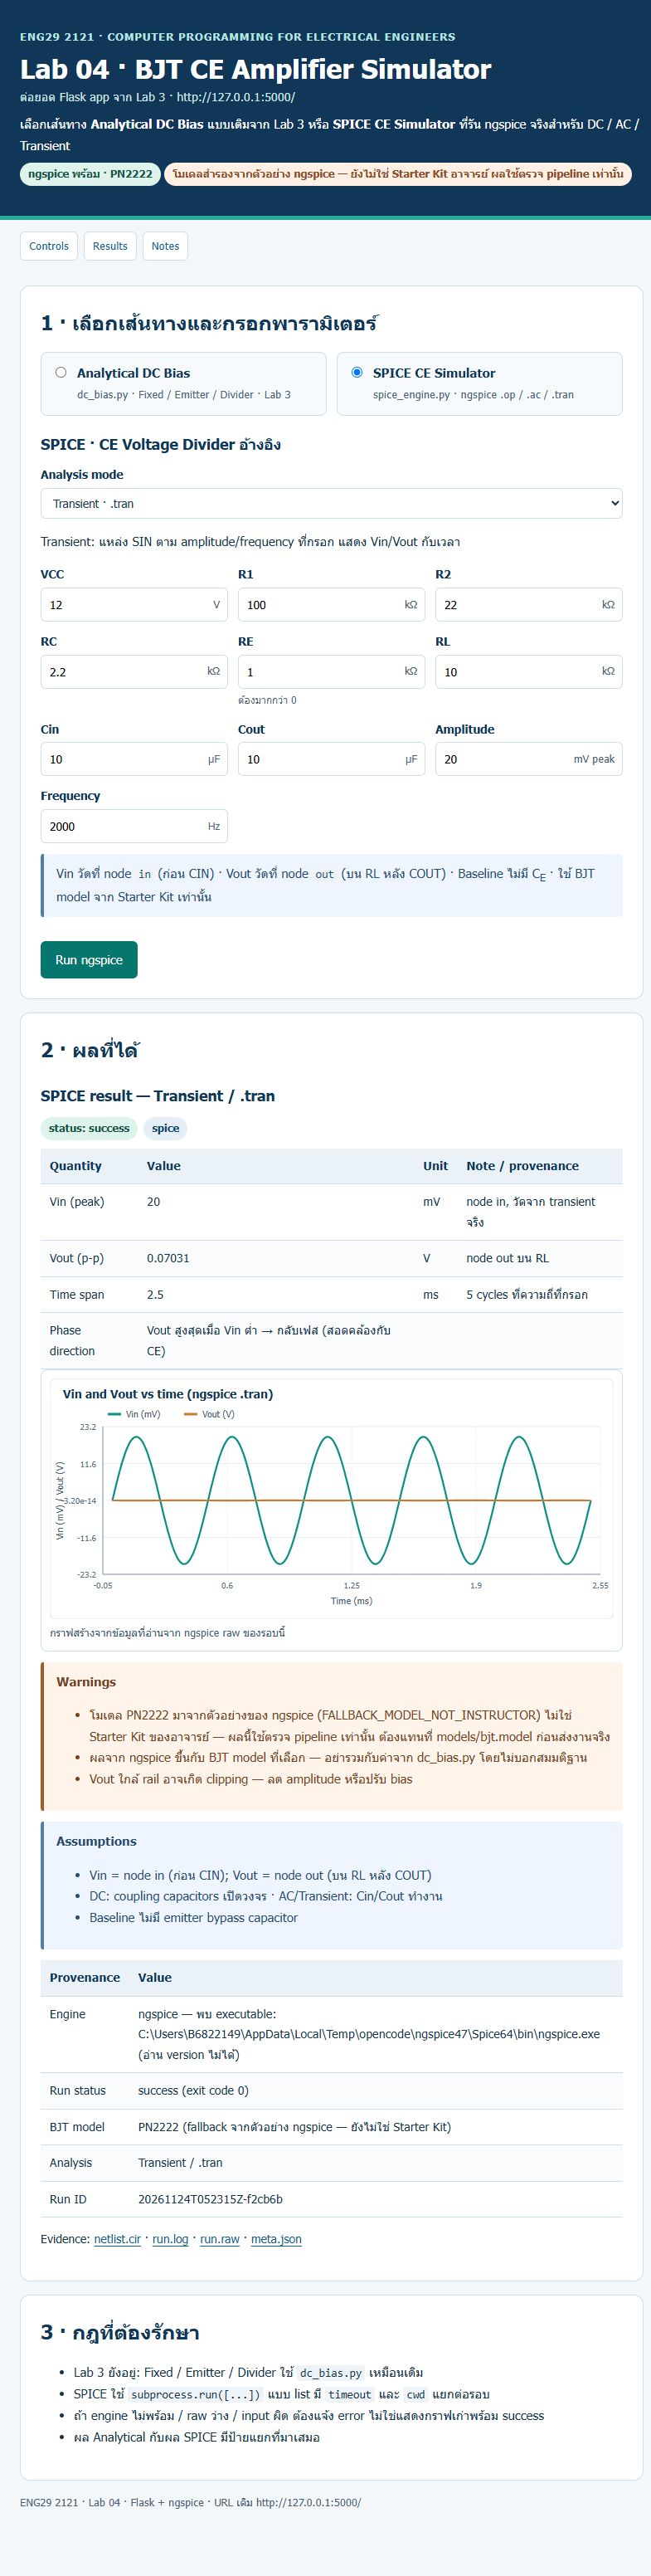 ENG29 2121 · COMPUTER PROGRAMMING FOR ELECTRICAL ENGINEERS
Lab 04 · BJT CE Amplifier Simulator
ต่อยอด Flask app จาก Lab 3 · http://127.0.0.1:5000/
เลือกเส้นทาง Analytical DC Bias แบบเดิมจาก Lab 3 หรือ SPICE CE Simulator ที่รัน ngspice จริงสำหรับ DC / AC /
Transient
ngspice พร้อม · PN2222
โมเดลสำรองจากตัวอย่าง ngspice — ยังไม่ใช่ Starter Kit อาจารย์ ผลใช้ตรวจ pipeline เท่านั้น
Controls
Results
Notes
1 · เลือกเส้นทางและกรอกพารามิเตอร์
Analytical DC Bias
dc_bias.py · Fixed / Emitter / Divider · Lab 3
SPICE CE Simulator
spice_engine.py · ngspice .op / .ac / .tran
SPICE · CE Voltage Divider อ้างอิง
Analysis mode
Transient · .tran
Transient: แหล่ง SIN ตาม amplitude/frequency ที่กรอก แสดง Vin/Vout กับเวลา
VCC R1 R2
12 V 100 kΩ 22 kΩ
RC RE RL
2.2 kΩ 1 kΩ 10 kΩ
ต้องมากกว่า 0
Cin Cout Amplitude
10 µF 10 µF 20 mV peak
Frequency
2000 Hz
Vin วัดที่ node in (ก่อน CIN) · Vout วัดที่ node out (บน RL หลัง COUT) · Baseline ไม่มี CE · ใช้ BJT
model จาก Starter Kit เท่านั้น
Run ngspice
2 · ผลที่ได้
SPICE result — Transient / .tran
status: success spice
Quantity Value Unit Note / provenance
Vin (peak) 20 mV node in, วัดจาก transient
จริง
Vout (p-p) 0.07031 V node out บน RL
Time span 2.5 ms 5 cycles ที่ความถี่ที่กรอก
Phase Vout สูงสุดเมื่อ Vin ต่ำ → กลับเฟส (สอดคล้องกับ
direction CE)
Vin and Vout vs time (ngspice .tran)
Vin (mV) Vout (V)
23.2
11.6
3.20e-14
-11.6
-23.2
Vin (mV) / Vout (V)
-0.05 0.6 1.25 1.9 2.55
Time (ms)
กราฟสร้างจากข้อมูลที่อ่านจาก ngspice raw ของรอบนี้
Warnings
• โมเดล PN2222 มาจากตัวอย่างของ ngspice (FALLBACK_MODEL_NOT_INSTRUCTOR) ไม่ใช่
Starter Kit ของอาจารย์ — ผลนี้ใช้ตรวจ pipeline เท่านั้น ต้องแทนที่ models/bjt.model ก่อนส่งงานจริง
• ผลจาก ngspice ขึ้นกับ BJT model ที่เลือก — อย่ารวมกับค่าจาก dc_bias.py โดยไม่บอกสมมติฐาน
• Vout ใกล้ rail อาจเกิด clipping — ลด amplitude หรือปรับ bias
Assumptions
• Vin = node in (ก่อน CIN); Vout = node out (บน RL หลัง COUT)
• DC: coupling capacitors เปิดวงจร · AC/Transient: Cin/Cout ทำงาน
• Baseline ไม่มี emitter bypass capacitor
Provenance Value
Engine ngspice — พบ executable:
C:\Users\B6822149\AppData\Local\Temp\opencode\ngspice47\Spice64\bin\ngspice.exe
(อ่าน version ไม่ได้)
Run status success (exit code 0)
BJT model PN2222 (fallback จากตัวอย่าง ngspice — ยังไม่ใช่ Starter Kit)
Analysis Transient / .tran
Run ID 20261124T052315Z-f2cb6b
Evidence: netlist.cir · run.log · run.raw · meta.json
3 · กฎที่ต้องรักษา
• Lab 3 ยังอยู่: Fixed / Emitter / Divider ใช้ dc_bias.py เหมือนเดิม
• SPICE ใช้ subprocess.run([...]) แบบ list มี timeout และ cwd แยกต่อรอบ
• ถ้า engine ไม่พร้อม / raw ว่าง / input ผิด ต้องแจ้ง error ไม่ใช่แสดงกราฟเก่าพร้อม success
• ผล Analytical กับผล SPICE มีป้ายแยกที่มาเสมอ
ENG29 2121 · Lab 04 · Flask + ngspice · URL เดิม http://127.0.0.1:5000/